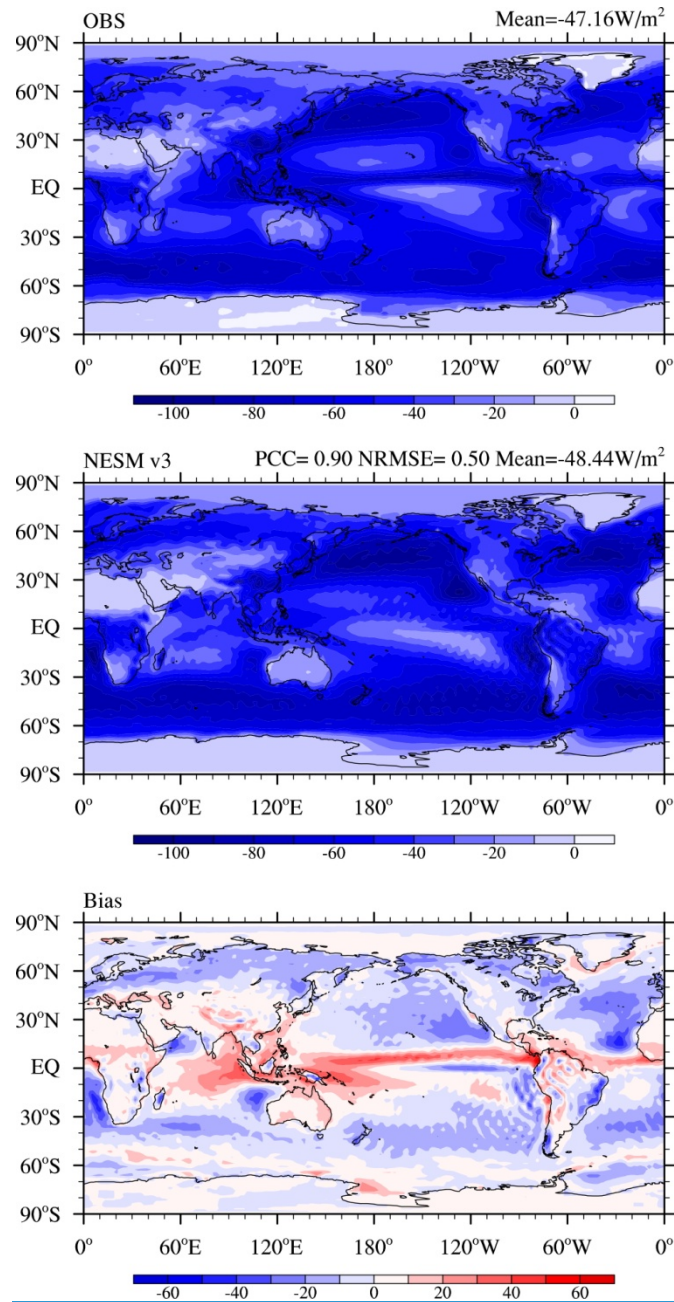 OBS Mean=-47.16W/m²
90°N
60°N
30°N
EQ
30°S
60°S
90°S
0° 60°E 120°E 180° 120°W 60°W 0°
-100 -80 -60 -40 -20 0
NESM v3 PCC= 0.90 NRMSE= 0.50 Mean=-48.44W/m²
90°N
60°N
30°N
EQ
30°S
60°S
90°S
0° 60°E 120°E 180° 120°W 60°W 0°
-100 -80 -60 -40 -20 0
Bias
90°N
60°N
30°N
EQ
30°S
60°S
90°S
0° 60°E 120°E 180° 120°W 60°W 0°
-60 -40 -20 0 20 40 60